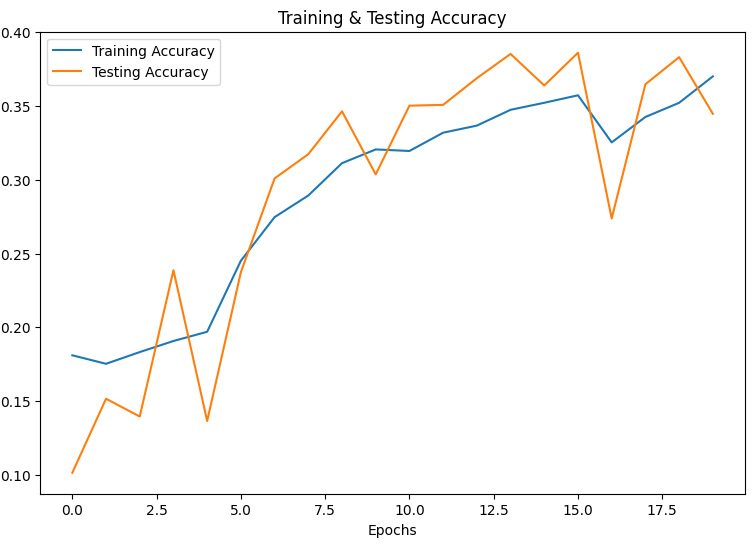 Training & Testing Accuracy
Training Accuracy
Testing Accuracy
0.40
0.35
0.30
0.25
0.20
0.15
0.10
0.0 2.5 5.0 7.5 10.0 12.5 15.0 17.5
Epochs